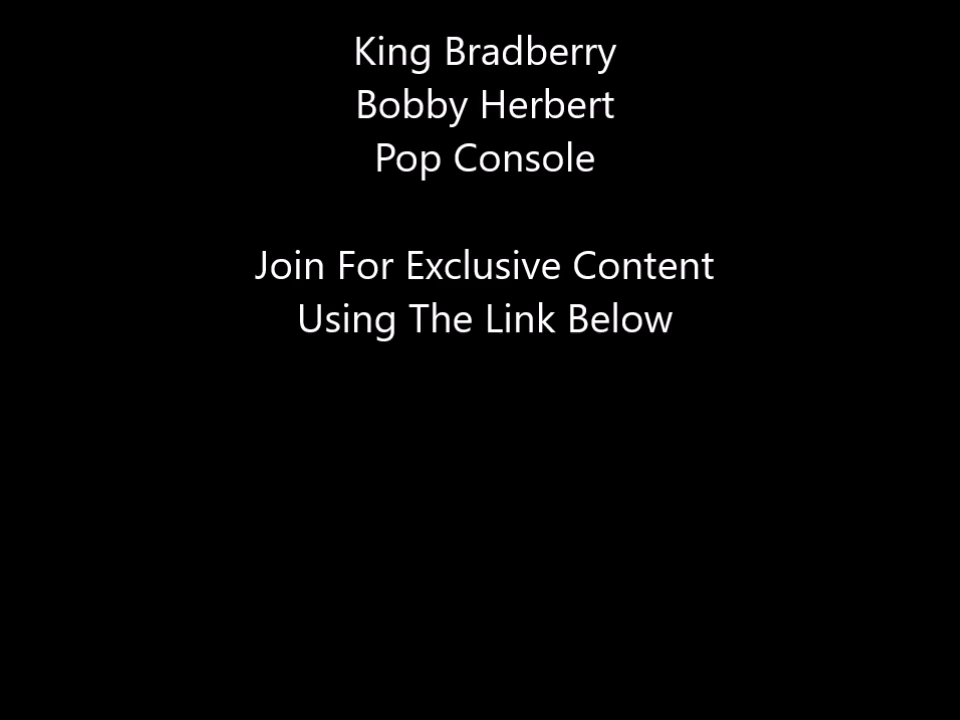 King Bradberry
Bobby Herbert
Pop Console
Join For Exclusive Content
Using The Link Below